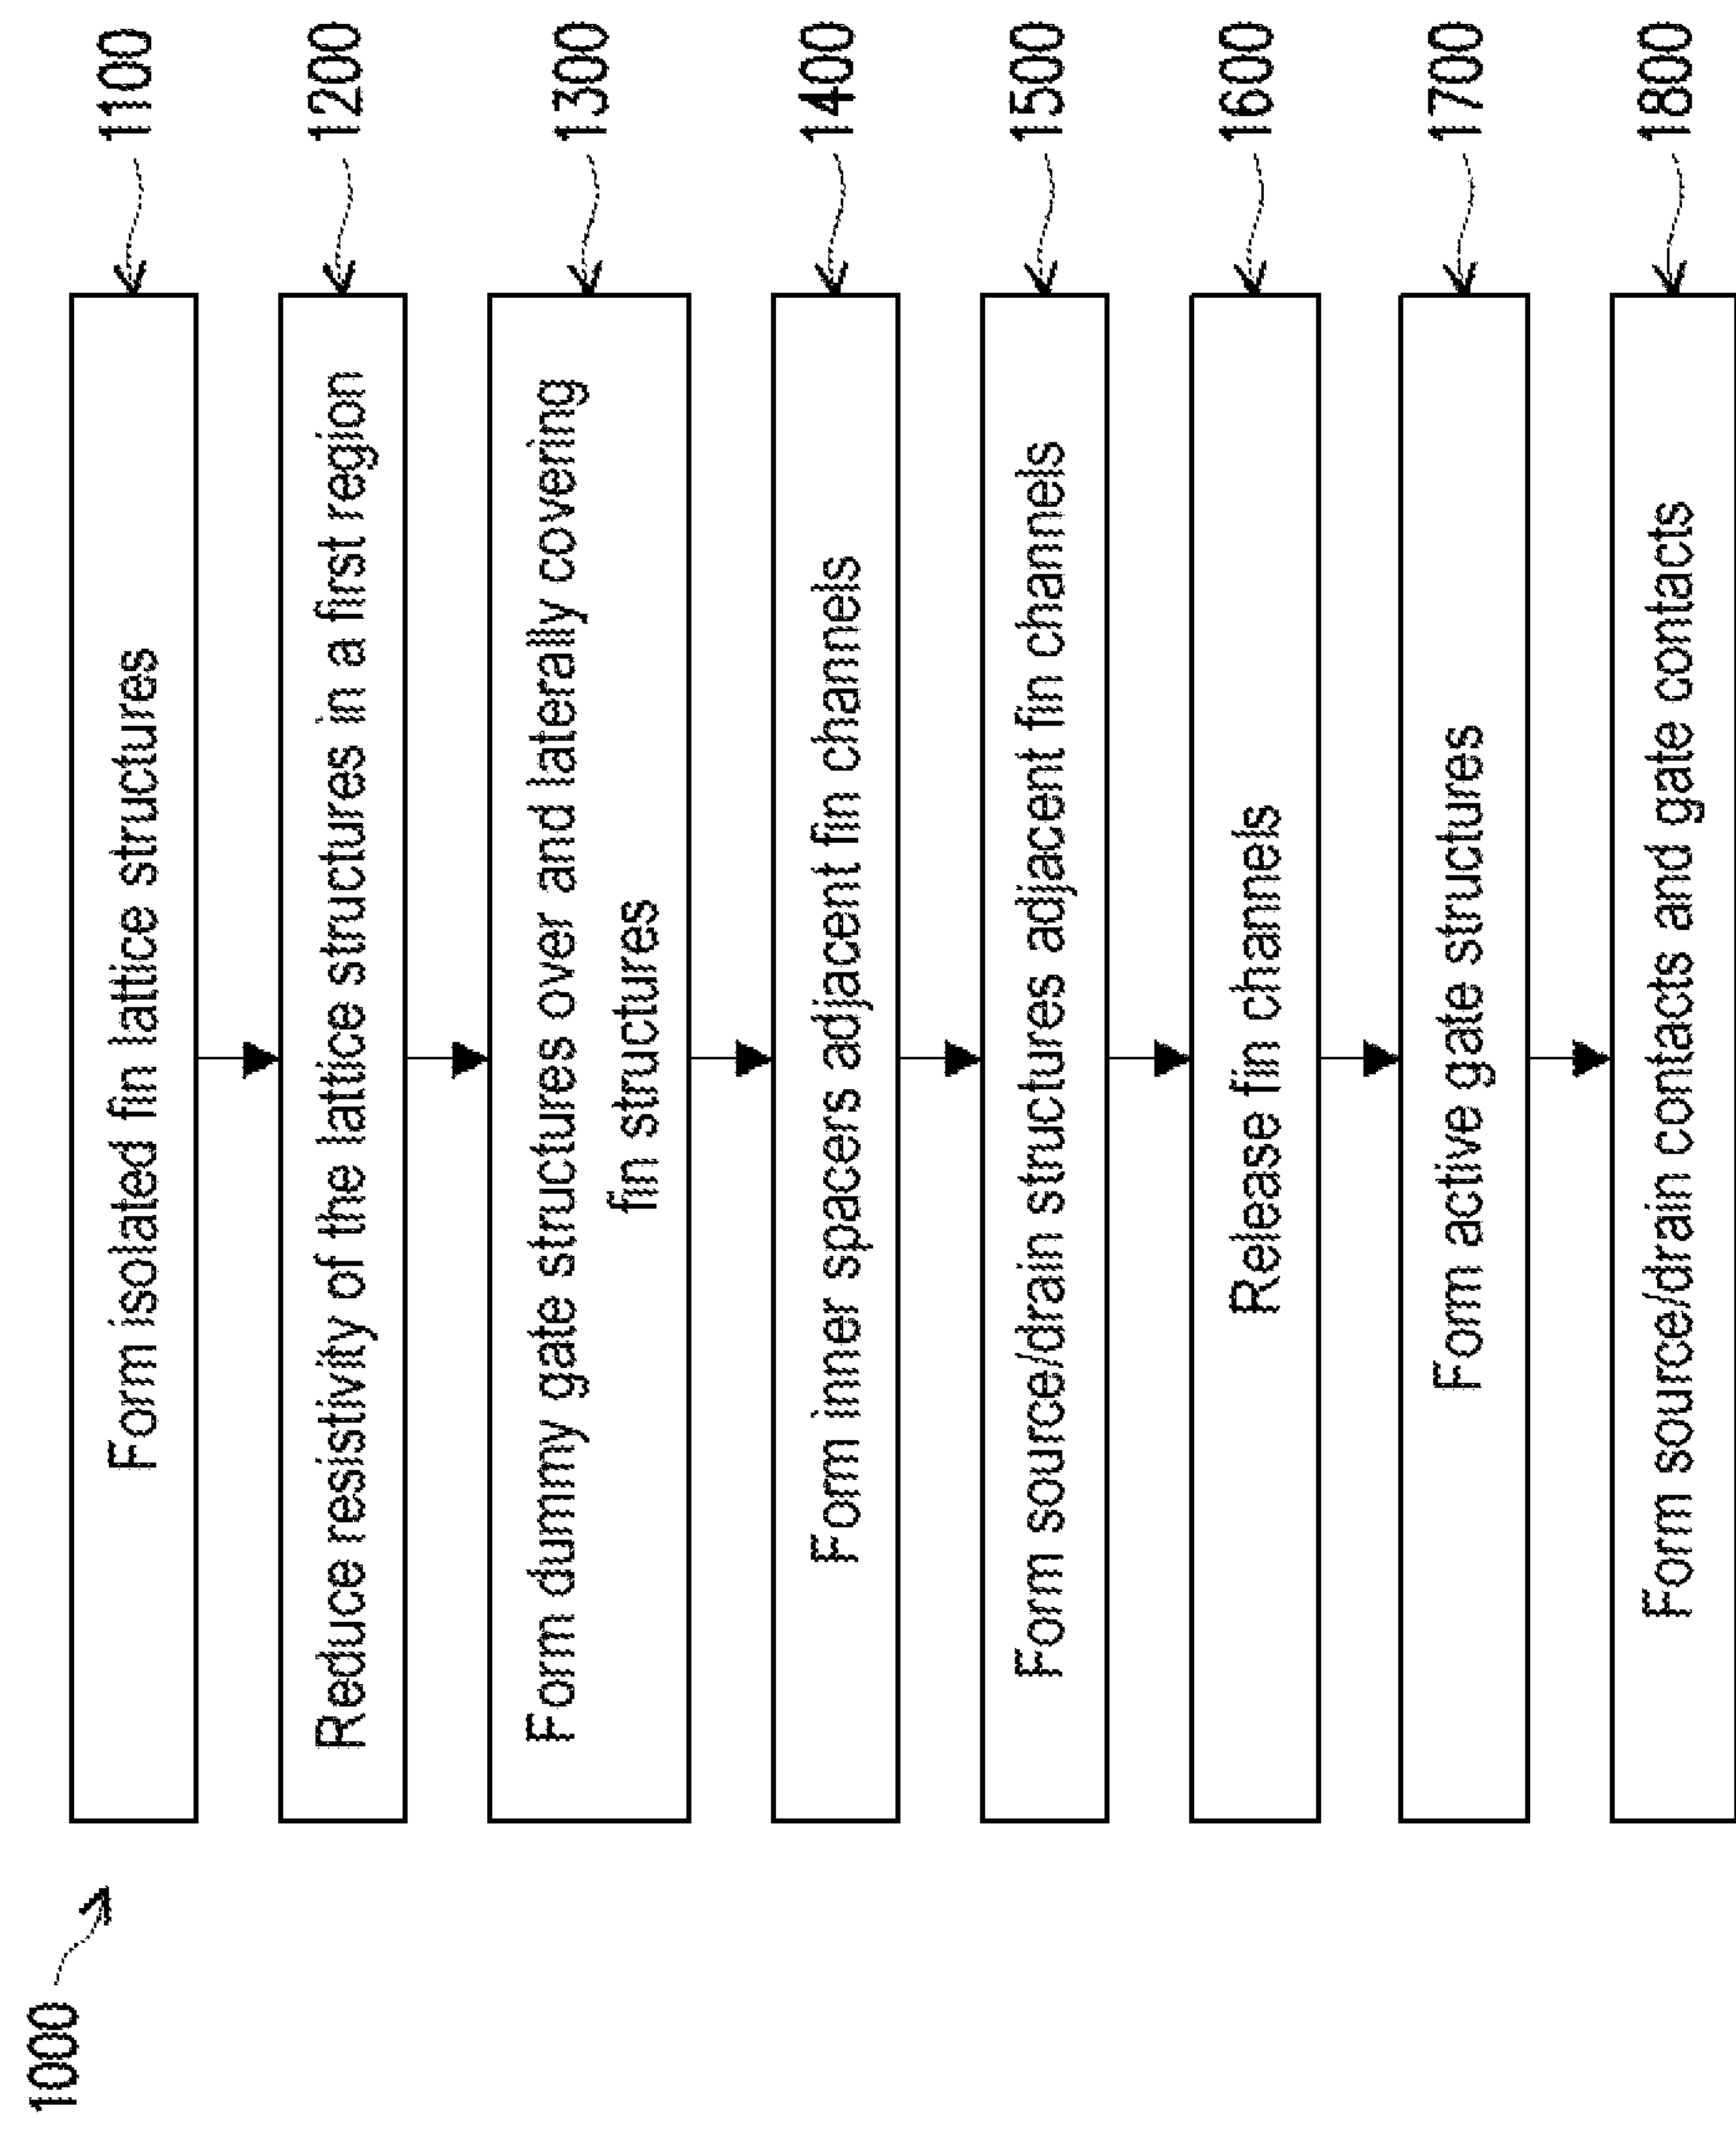 1000
Form isolated fin lattice structures
1100
Reduce resistivity of the lattice structures in a first region
1200
Form dummy gate structures over and laterally covering
fin structures
1300
Form inner spacers adjacent fin channels
1400
Form source/drain structures adjacent fin channels
1500
Release fin channels
1600
Form active gate structures
1700
Form source/drain contacts and gate contacts
1800